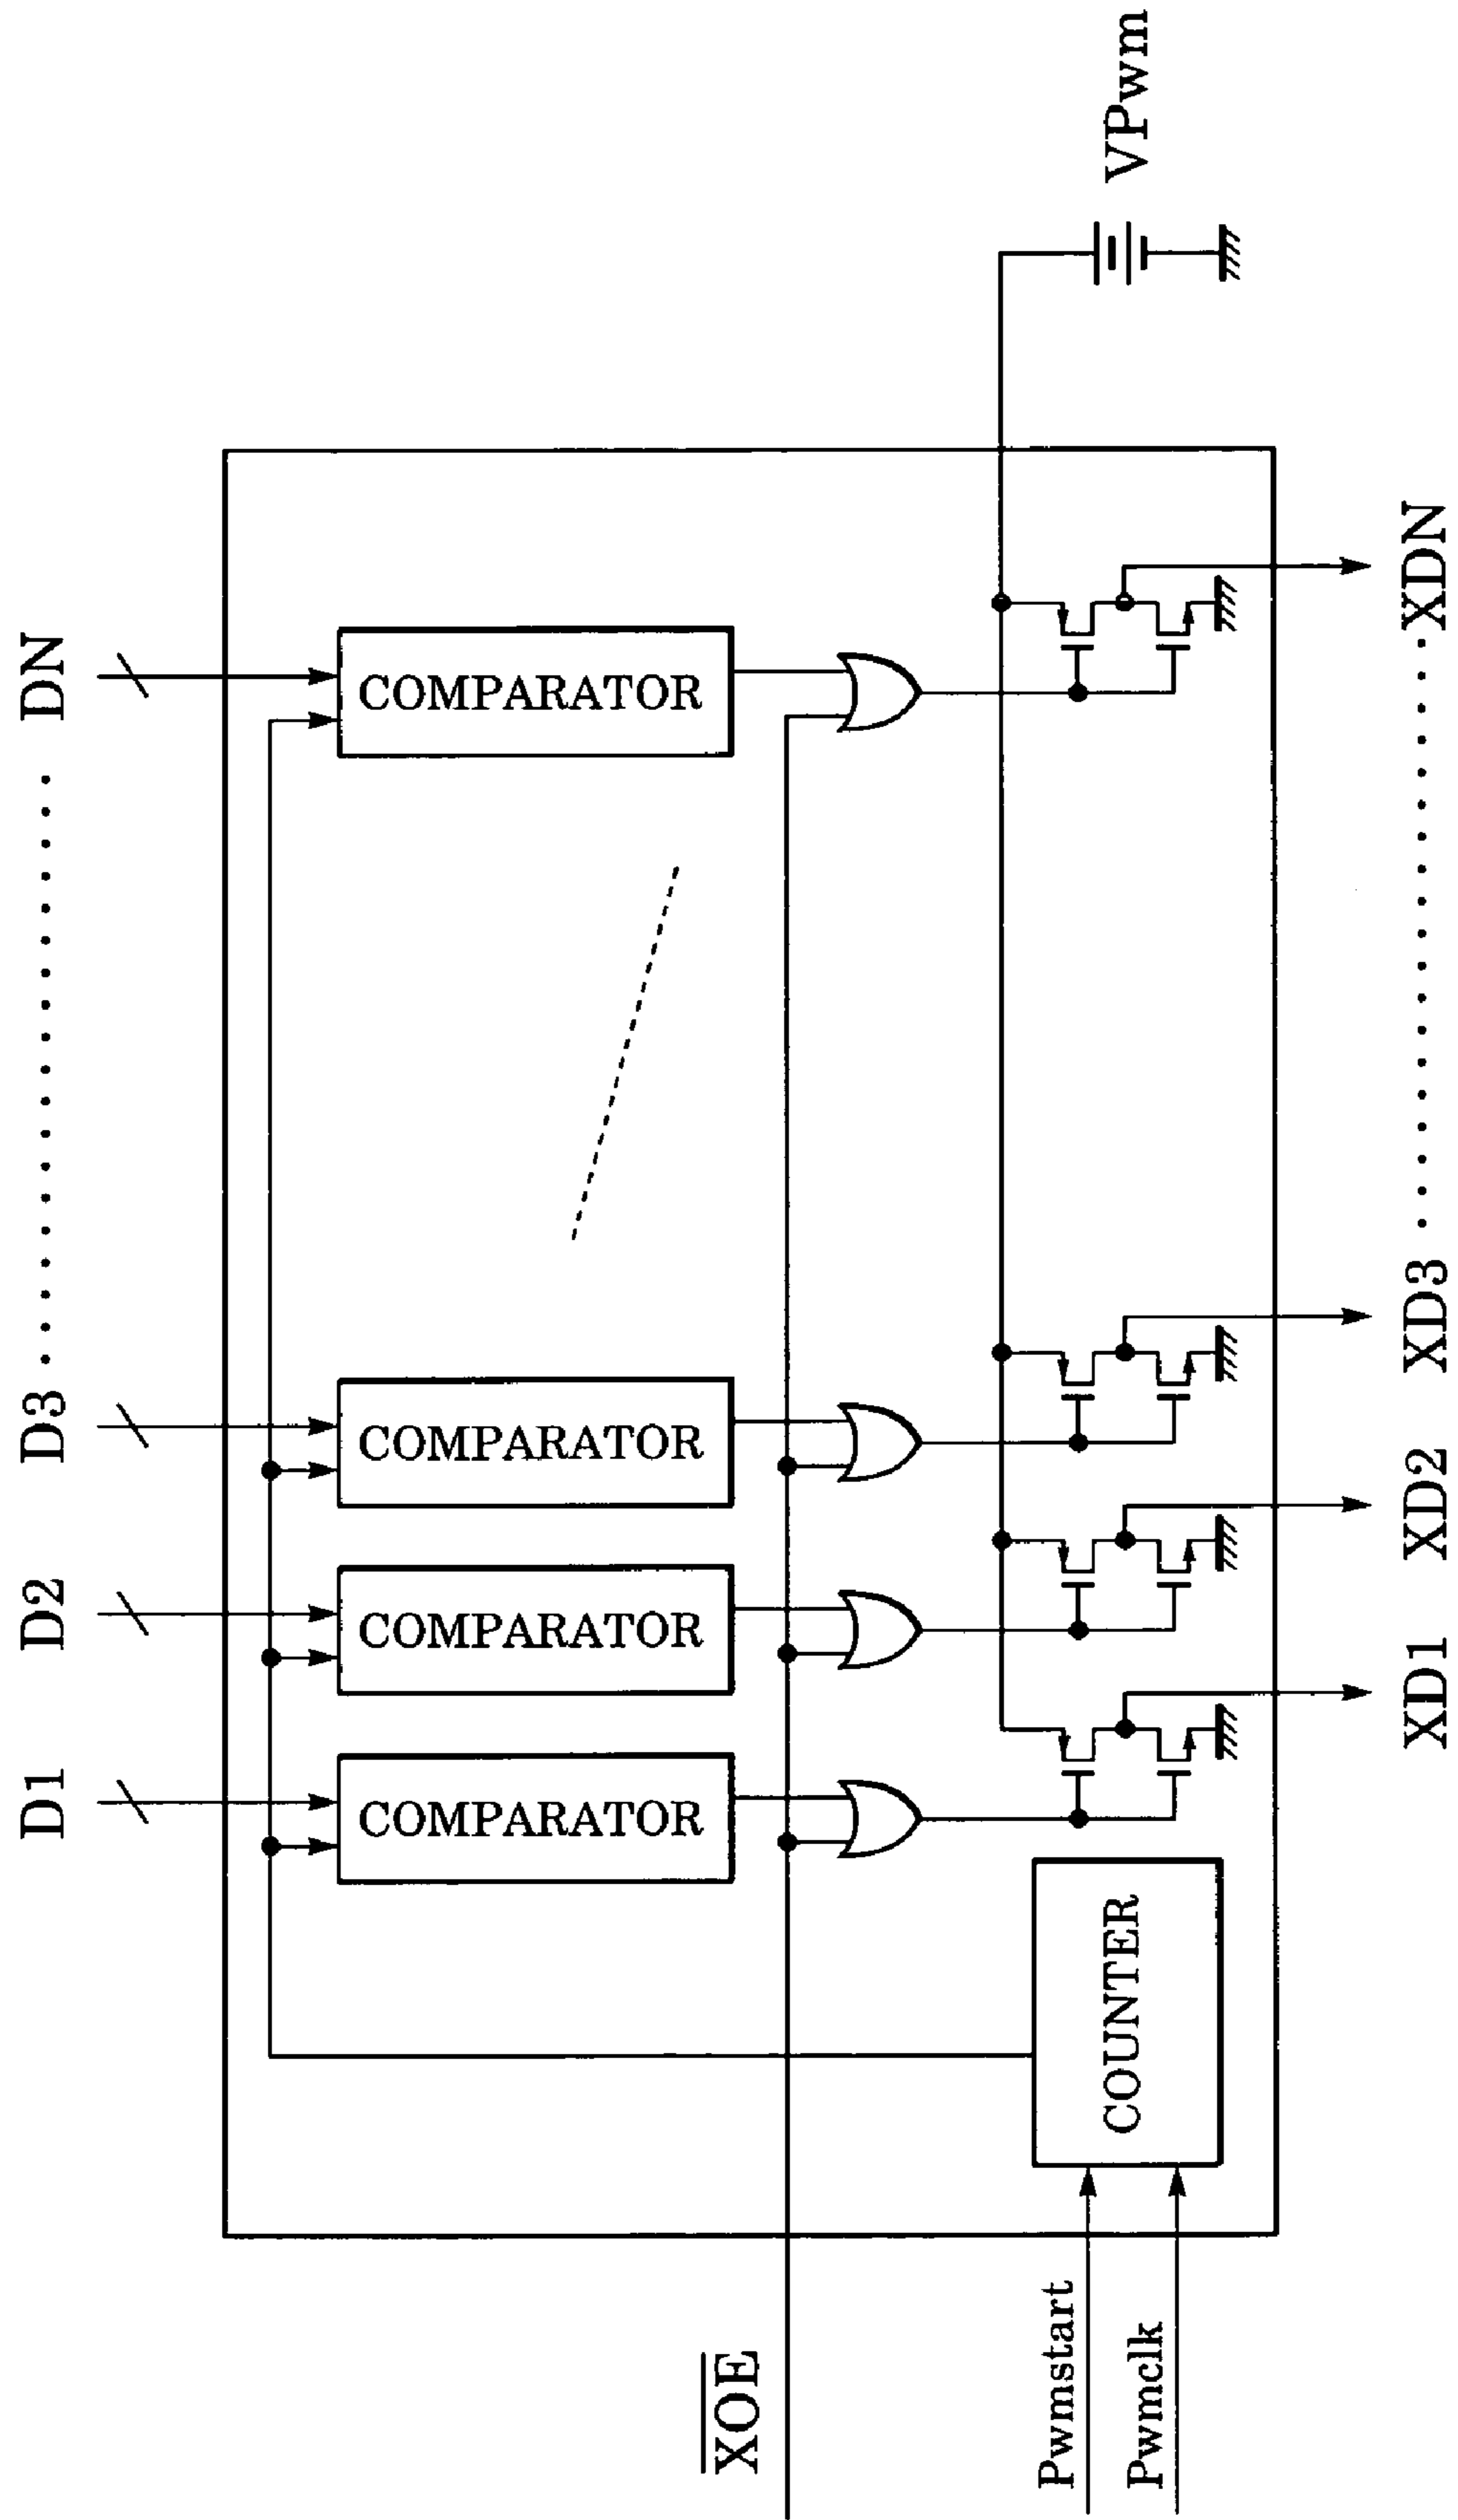 D1 D2 D3 DN
COMPARATOR
COMPARATOR
COMPARATOR
COMPARATOR
XOE
COUNTER
Pwmstart
Pwmclk
VPwm
XD1 XD2 XD3 XDN